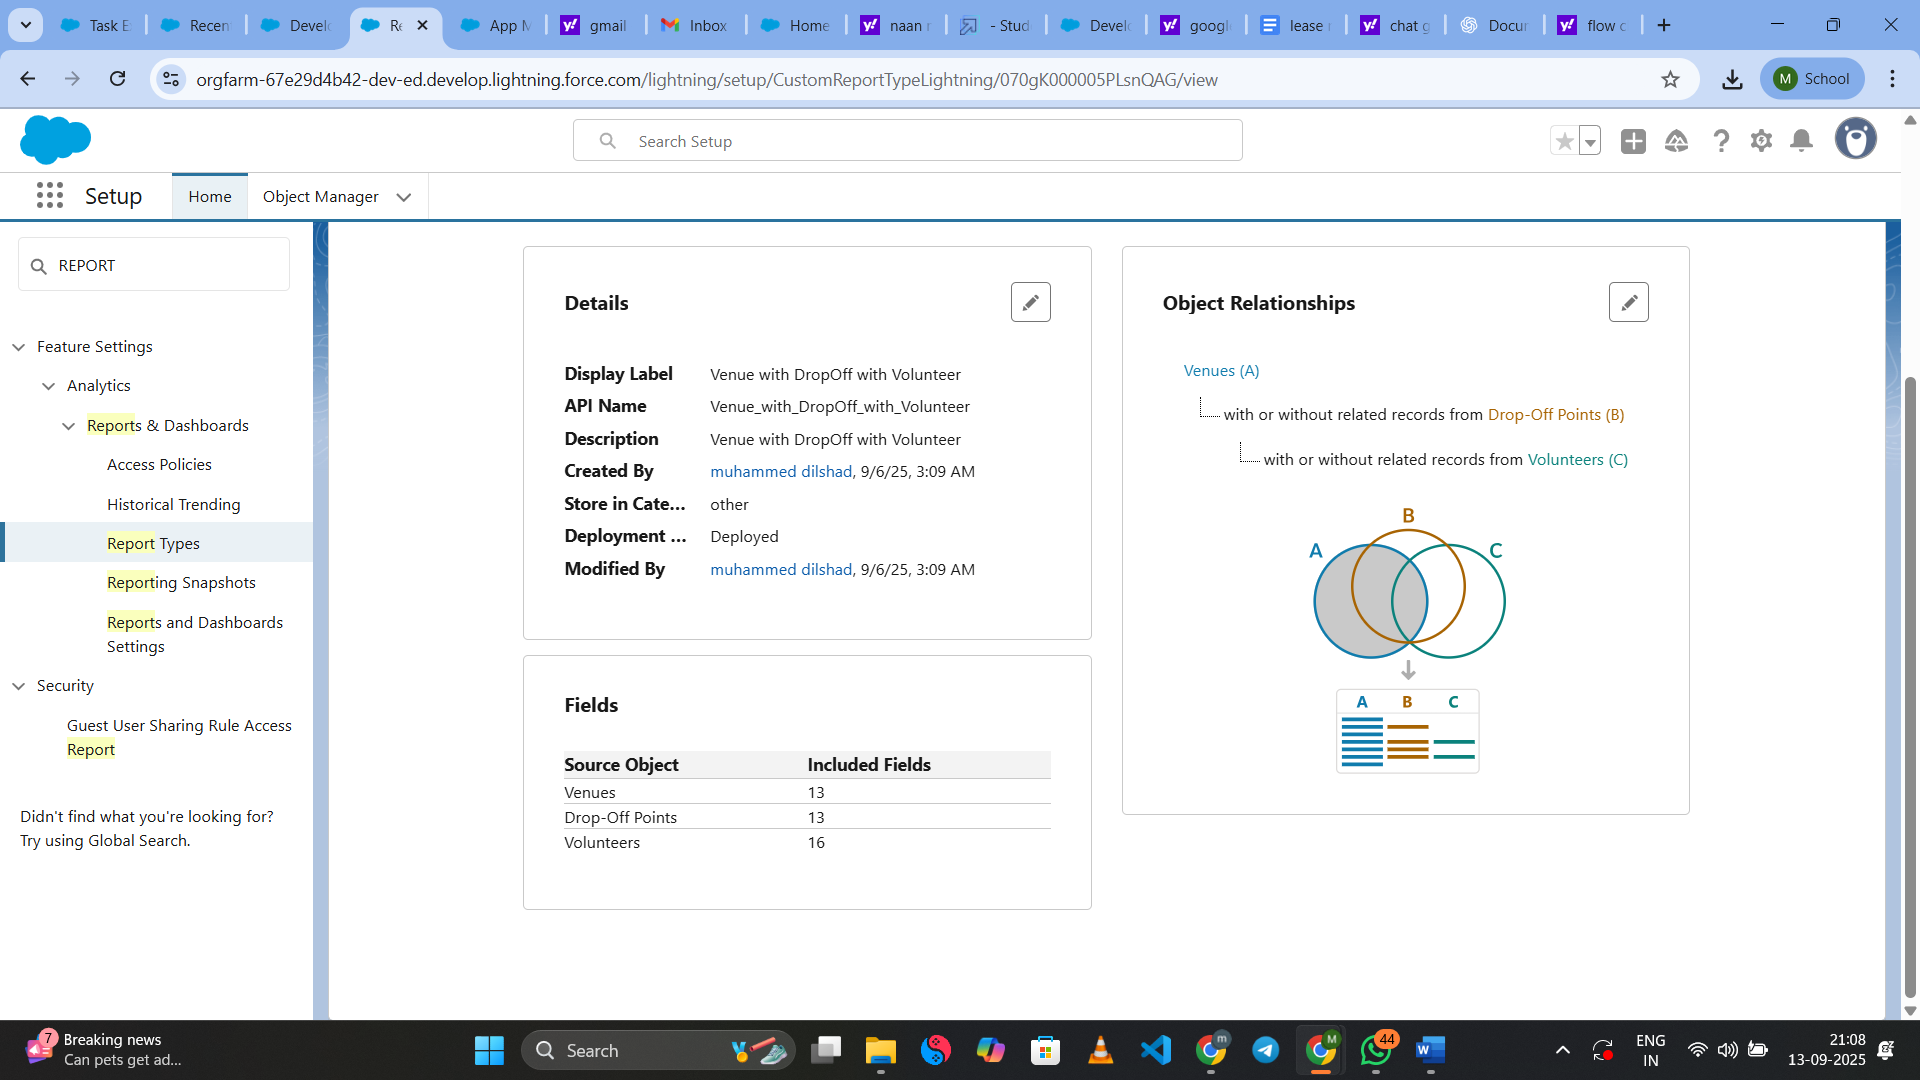 Task E
Recen
Develo
Re
App M
gmail
Inbox
Home
naan r
- Stud
Develo
google
lease r
chat g
Docum
flow c
orgfarm-67e29d4b42-dev-ed.develop.lightning.force.com/lightning/setup/CustomReportTypeLightning/070gK000005PLsnQAG/view
M School
Search Setup
Setup
Home
Object Manager
REPORT
Feature Settings
Analytics
Reports & Dashboards
Access Policies
Historical Trending
Report Types
Reporting Snapshots
Reports and Dashboards
Settings
Security
Guest User Sharing Rule Access
Report
Didn't find what you're looking for?
Try using Global Search.
Details
Display Label Venue with DropOff with Volunteer
API Name Venue_with_DropOff_with_Volunteer
Description Venue with DropOff with Volunteer
Created By muhammed dilshad, 9/6/25, 3:09 AM
Store in Cate... other
Deployment ... Deployed
Modified By muhammed dilshad, 9/6/25, 3:09 AM
Fields
Source Object Included Fields
Venues 13
Drop-Off Points 13
Volunteers 16
Object Relationships
Venues (A)
with or without related records from Drop-Off Points (B)
with or without related records from Volunteers (C)
B
A C
A B C
7
Breaking news
Can pets get ad...
Search
m
M
44
ENG
IN
21:08
13-09-2025